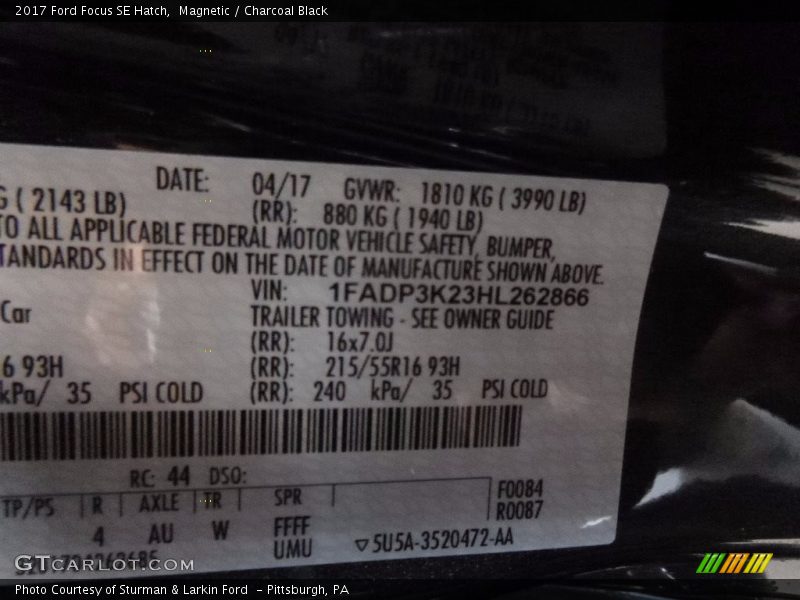 2017 Ford Focus SE Hatch, Magnetic / Charcoal Black
DATE: 04/17 GVWR: 1810 KG ( 3990 LB)
G ( 2143 LB) (RR): 880 KG ( 1940 LB)
TO ALL APPLICABLE FEDERAL MOTOR VEHICLE SAFETY, BUMPER,
TANDARDS IN EFFECT ON THE DATE OF MANUFACTURE SHOWN ABOVE.
VIN: 1FADP3K23HL262866
Car TRAILER TOWING - SEE OWNER GUIDE
(RR): 16x7.0J
6 93H (RR): 215/55R16 93H
kPa/ 35 PSI COLD (RR): 240 kPa/ 35 PSI COLD
RC: 44 DSO:
TP/PS R AXLE TR SPR F0084
R0087
4 AU W FFFF
UMU ▽5U5A-3520472-AA
GTCARLOT.COM
Photo Courtesy of Sturman & Larkin Ford - Pittsburgh, PA